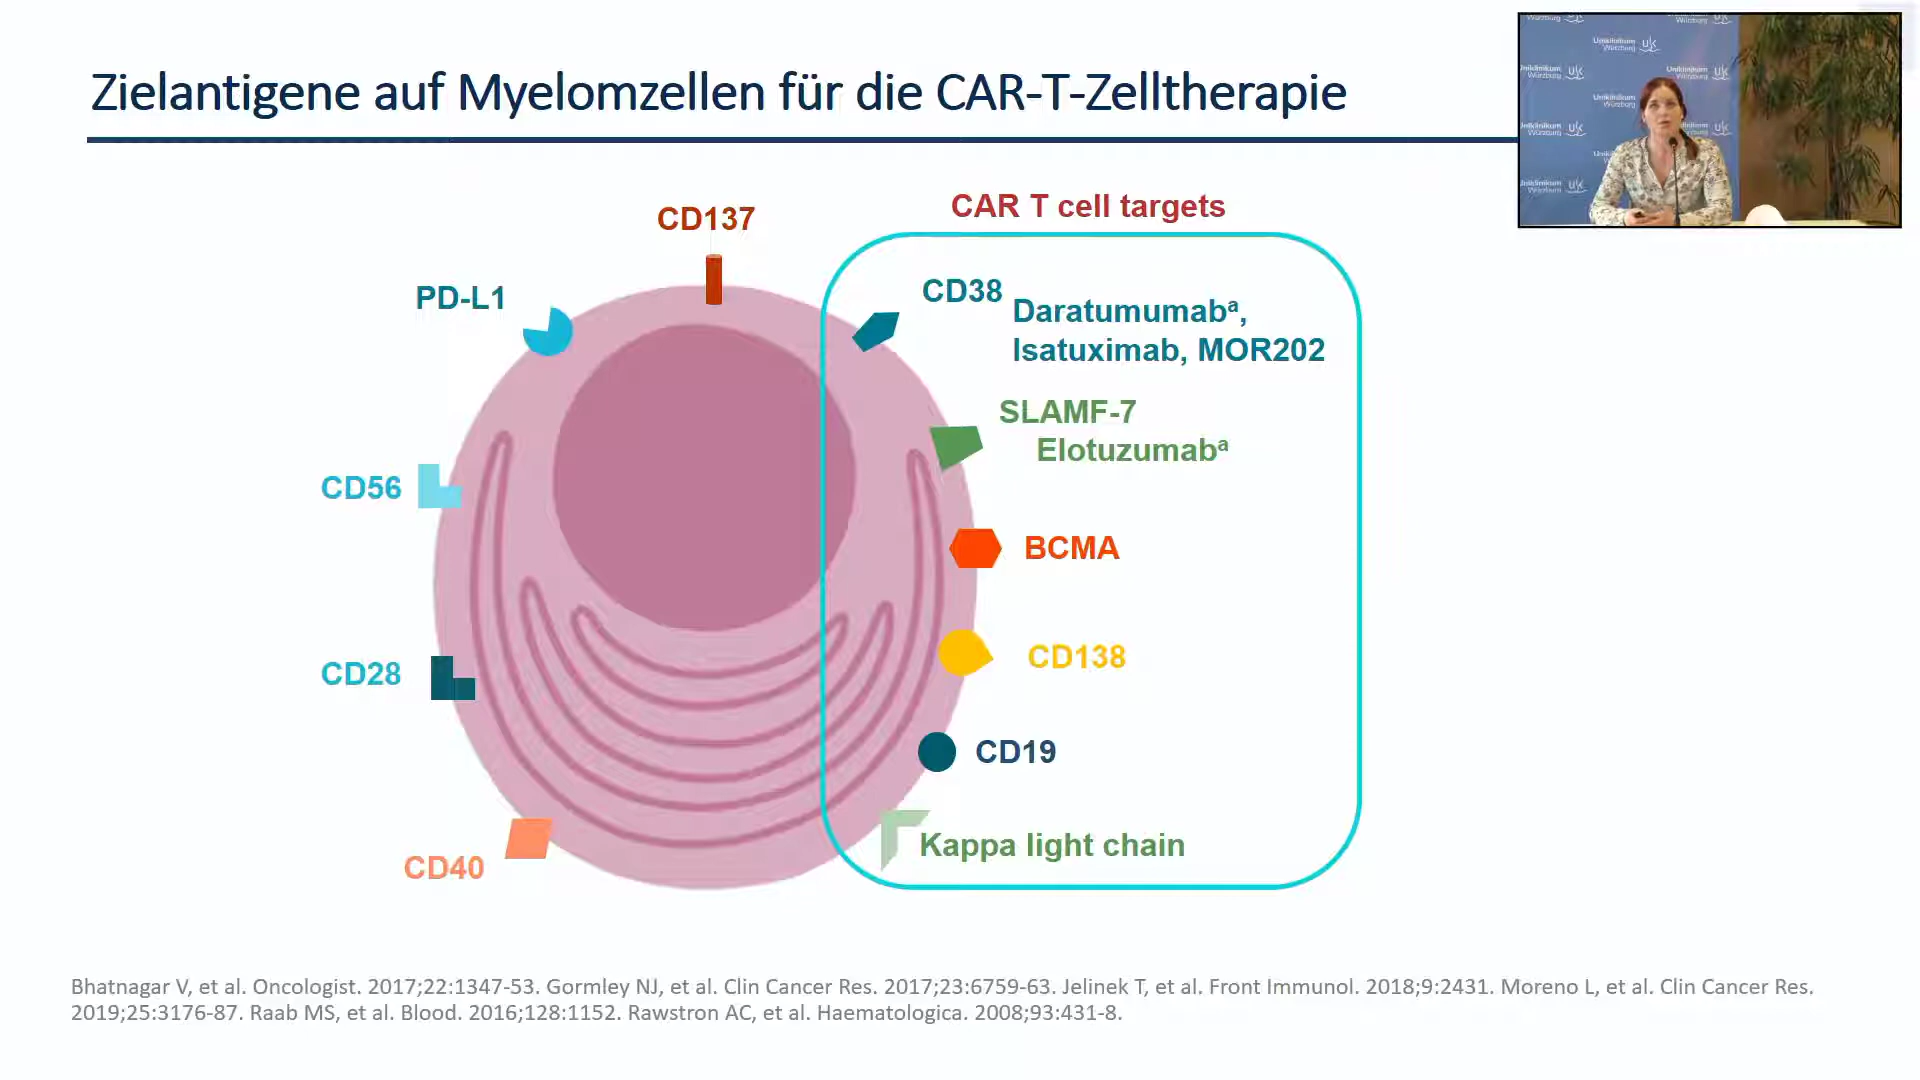 Zielantigene auf Myelomzellen für die CAR-T-Zelltherapie
Uniklinikum
Würzburg
CAR T cell targets
CD137
PD-L1
CD38
Daratumumabᵃ,
Isatuximab, MOR202
SLAMF-7
Elotuzumabᵃ
CD56
BCMA
CD138
CD28
CD19
Kappa light chain
CD40
Bhatnagar V, et al. Oncologist. 2017;22:1347-53. Gormley NJ, et al. Clin Cancer Res. 2017;23:6759-63. Jelinek T, et al. Front Immunol. 2018;9:2431. Moreno L, et al. Clin Cancer Res.
2019;25:3176-87. Raab MS, et al. Blood. 2016;128:1152. Rawstron AC, et al. Haematologica. 2008;93:431-8.